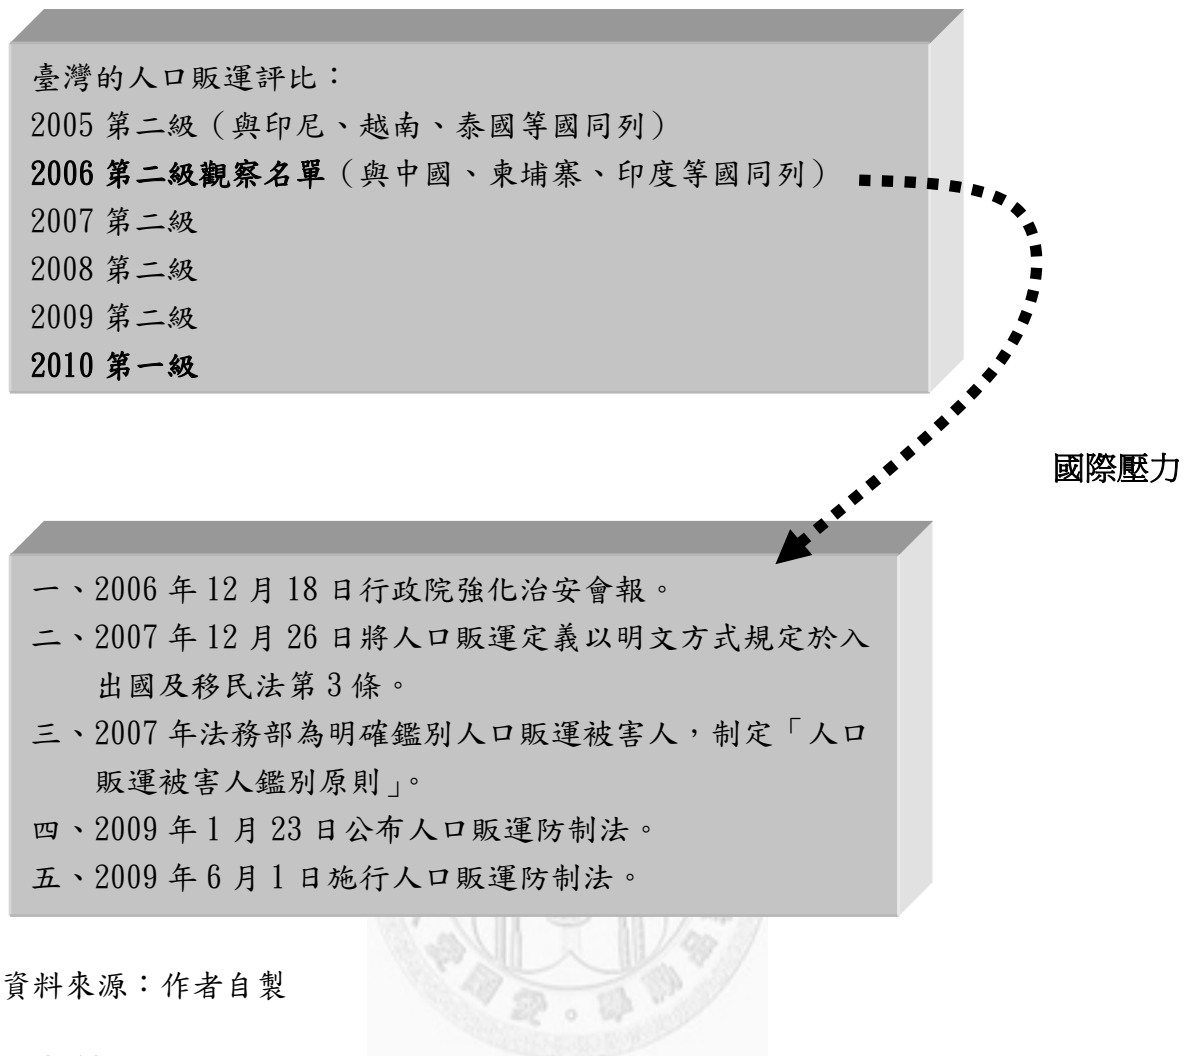 臺灣的人口販運評比：
2005 第二級（與印尼、越南、泰國等國同列）
2006 第二級觀察名單（與中國、柬埔寨、印度等國同列）
2007 第二級
2008 第二級
2009 第二級
2010 第一級
國際壓力
一、2006 年 12 月 18 日行政院強化治安會報。
二、2007 年 12 月 26 日將人口販運定義以明文方式規定於入
出國及移民法第 3 條。
三、2007 年法務部為明確鑑別人口販運被害人，制定「人口
販運被害人鑑別原則」。
四、2009 年 1 月 23 日公布人口販運防制法。
五、2009 年 6 月 1 日施行人口販運防制法。
資料來源：作者自製